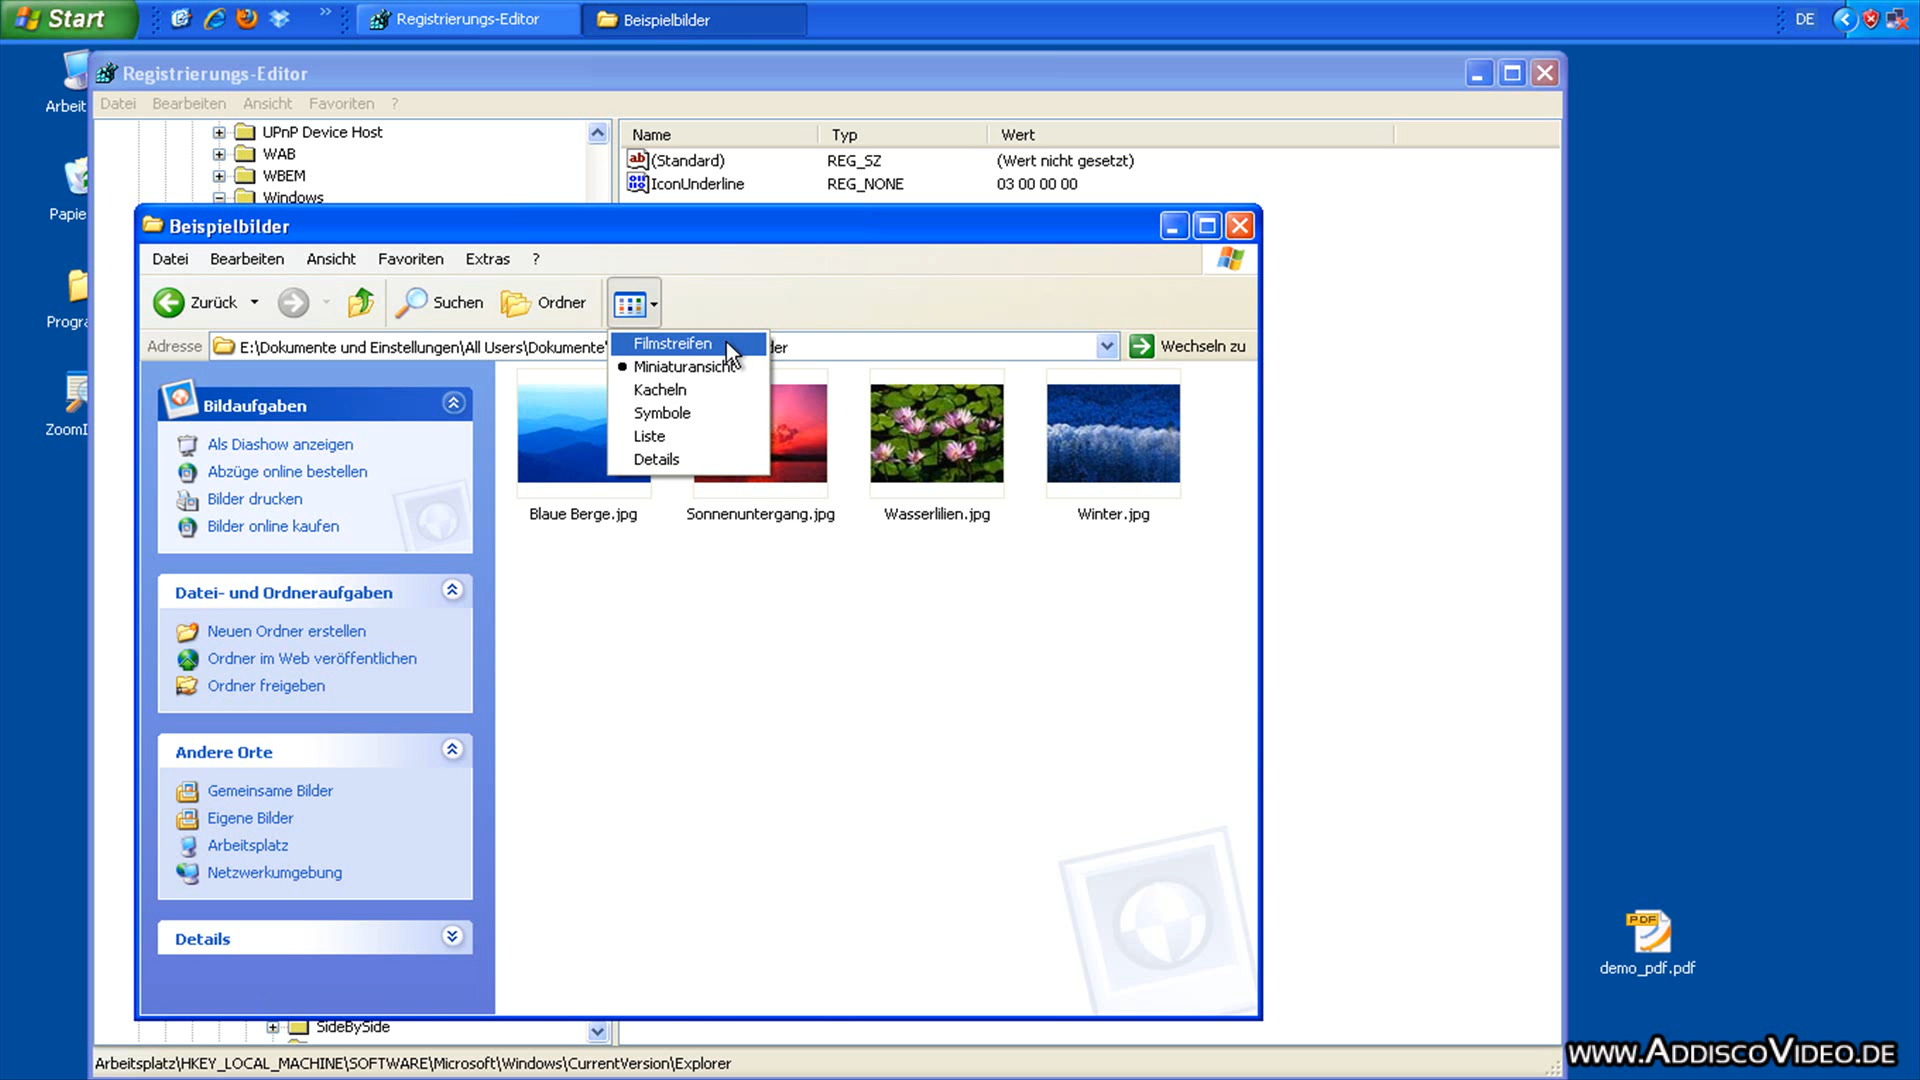 Start
»
Registrierungs-Editor
Beispielbilder
DE
Registrierungs-Editor
Datei Bearbeiten Ansicht Favoriten ?
Arbeit
Papie
Progra
ZoomI
UPnP Device Host
WAB
WBEM
Windows
Name Typ Wert
(Standard) REG_SZ (Wert nicht gesetzt)
IconUnderline REG_NONE 03 00 00 00
Beispielbilder
Datei Bearbeiten Ansicht Favoriten Extras ?
Zurück Suchen Ordner
Adresse E:\Dokumente und Einstellungen\All Users\Dokumente\ der Wechseln zu
Filmstreifen
Miniaturansicht
Kacheln
Symbole
Liste
Details
Bildaufgaben
Als Diashow anzeigen
Abzüge online bestellen
Bilder drucken
Bilder online kaufen
Blaue Berge.jpg Sonnenuntergang.jpg Wasserlilien.jpg Winter.jpg
Datei- und Ordneraufgaben
Neuen Ordner erstellen
Ordner im Web veröffentlichen
Ordner freigeben
Andere Orte
Gemeinsame Bilder
Eigene Bilder
Arbeitsplatz
Netzwerkumgebung
Details
PDF
demo_pdf.pdf
SideBySide
Arbeitsplatz\HKEY_LOCAL_MACHINE\SOFTWARE\Microsoft\Windows\CurrentVersion\Explorer
www.AddiscoVideo.de